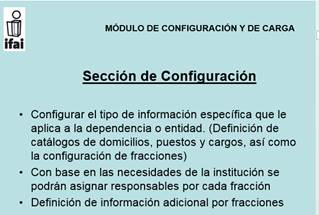 ifai
MÓDULO DE CONFIGURACIÓN Y DE CARGA
Sección de Configuración
• Configurar el tipo de información específica que le
aplica a la dependencia o entidad. (Definición de
catálogos de domicilios, puestos y cargos, así como
la configuración de fracciones)
• Con base en las necesidades de la institución se
podrán asignar responsables por cada fracción
• Definición de información adicional por fracciones